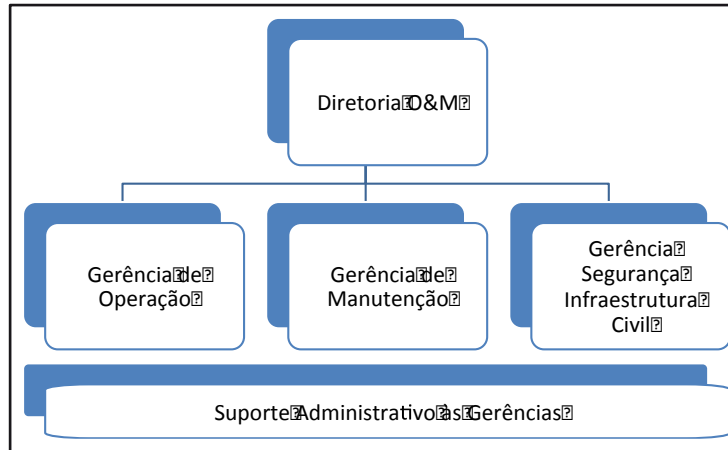 Diretoria O&M
Gerência de
Operação
Gerência de
Manutenção
Gerência
Segurança
Infraestrutura
Civil
Suporte Administrativo às Gerências